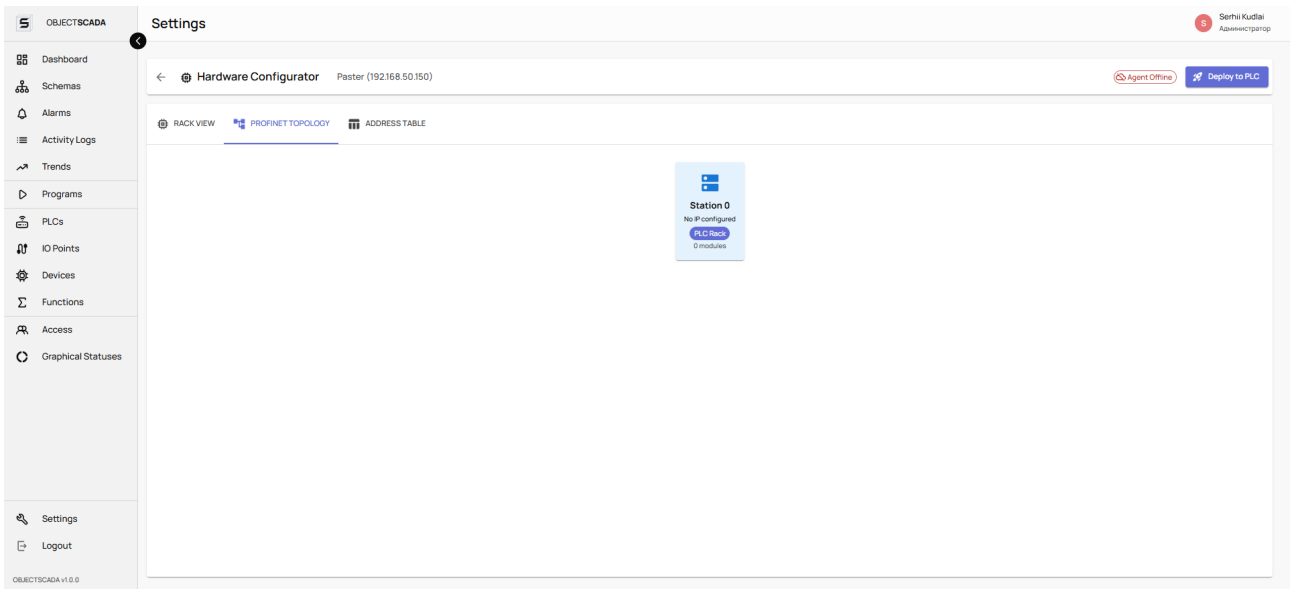 OBJECTSCADA
Settings
Serhii Kudlai
Администратор
Dashboard
Schemas
Alarms
Activity Logs
Trends
Programs
PLCs
IO Points
Devices
Functions
Access
Graphical Statuses
Settings
Logout
OBJECTSCADA v1.0.0
Hardware Configurator Paster (192.168.50.150)
Agent Offline
Deploy to PLC
RACK VIEW PROFINET TOPOLOGY ADDRESS TABLE
Station 0
No IP configured
PLC Rack
0 modules